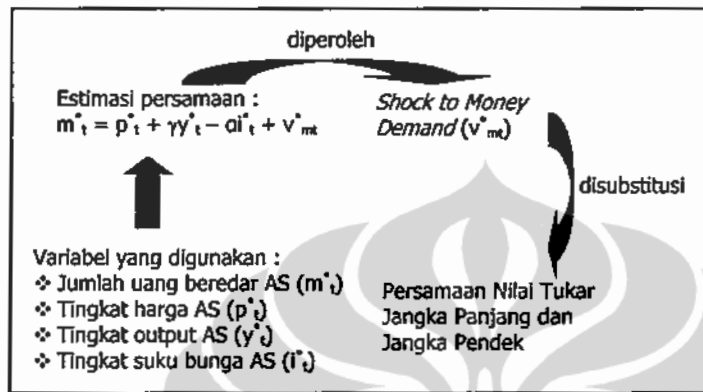 diperoleh
Estimasi persamaan :
m*t = p*t + γy*t – αi*t + v*mt
Shock to Money
Demand (v*mt)
disubstitusi
Variabel yang digunakan :
❖ Jumlah uang beredar AS (m*t)
❖ Tingkat harga AS (p*t)
❖ Tingkat output AS (y*t)
❖ Tingkat suku bunga AS (i*t)
Persamaan Nilai Tukar
Jangka Panjang dan
Jangka Pendek